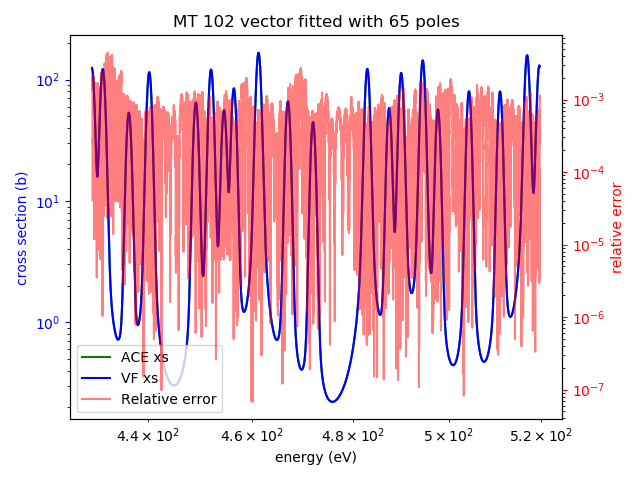 MT 102 vector fitted with 65 poles
cross section (b)
10²
10¹
10⁰
10⁻³
10⁻⁴
10⁻⁵
10⁻⁶
10⁻⁷
relative error
ACE xs
VF xs
Relative error
4.4 × 10² 4.6 × 10² 4.8 × 10² 5 × 10² 5.2 × 10²
energy (eV)